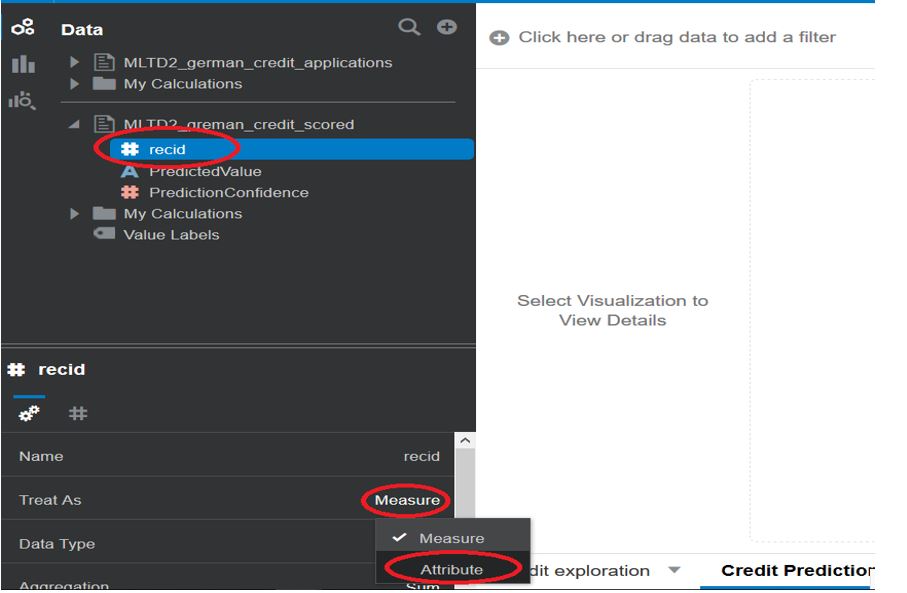 Data
MLTD2_german_credit_applications
My Calculations
MLTD2_greman_credit_scored
recid
PredictedValue
PredictionConfidence
My Calculations
Value Labels
Click here or drag data to add a filter
Select Visualization to
View Details
recid
Name recid
Treat As Measure
Measure
Data Type
Attribute
Aggregation Sum
dit exploration
Credit Prediction